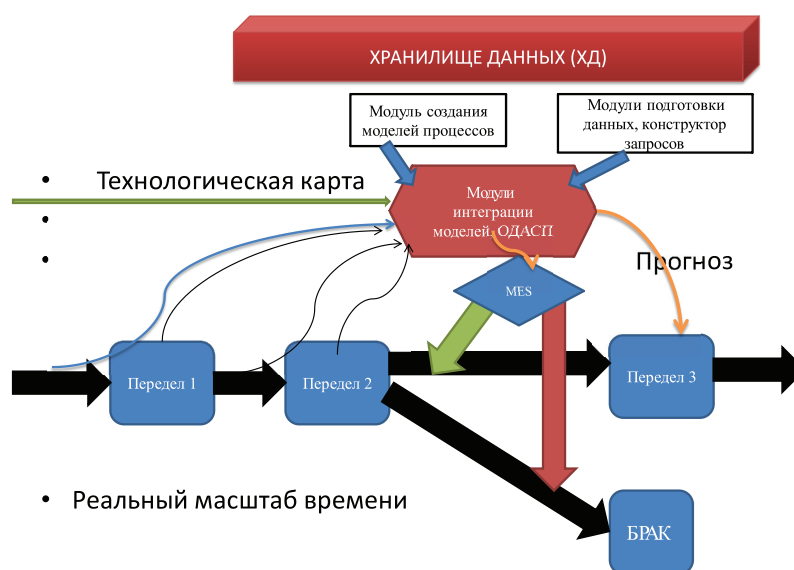 ХРАНИЛИЩЕ ДАННЫХ (ХД)
Модуль создания
моделей процессов
Модули подготовки
данных, конструктор
запросов
• Технологическая карта
•
•
Модули
интеграции
моделей, ОДАСП
Прогноз
MES
Передел 1
Передел 2
Передел 3
• Реальный масштаб времени
БРАК